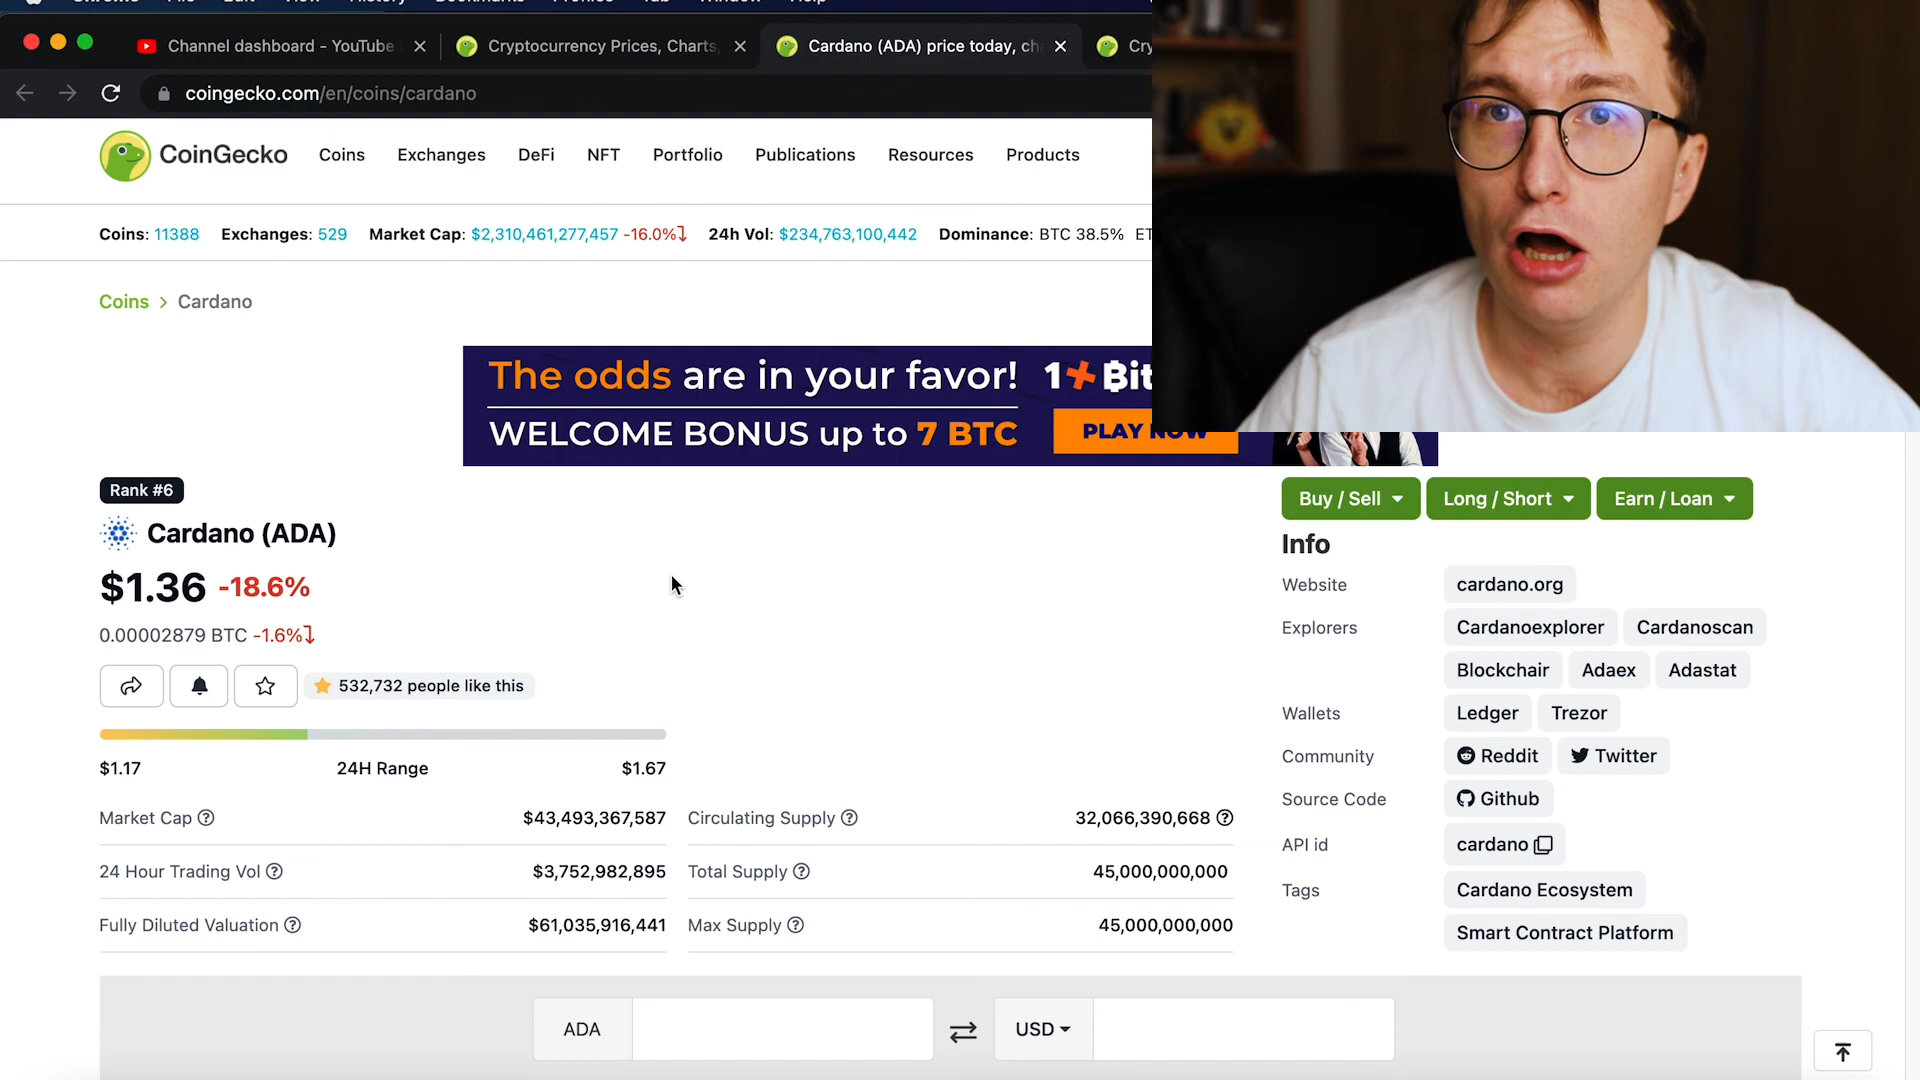 Channel dashboard - YouTube
Cryptocurrency Prices, Charts,
Cardano (ADA) price today, ch
Cry
coingecko.com/en/coins/cardano
CoinGecko
Coins
Exchanges
DeFi
NFT
Portfolio
Publications
Resources
Products
Coins: 11388
Exchanges: 529
Market Cap: $2,310,461,277,457 -16.0%
24h Vol: $234,763,100,442
Dominance: BTC 38.5% ET
Coins > Cardano
The odds are in your favor!
WELCOME BONUS up to 7 BTC
1XBit
PLAY NOW
Rank #6
Cardano (ADA)
$1.36 -18.6%
0.00002879 BTC -1.6%
532,732 people like this
$1.17 24H Range $1.67
Market Cap $43,493,367,587
24 Hour Trading Vol $3,752,982,895
Fully Diluted Valuation $61,035,916,441
Circulating Supply 32,066,390,668
Total Supply 45,000,000,000
Max Supply 45,000,000,000
Buy / Sell
Long / Short
Earn / Loan
Info
Website cardano.org
Explorers Cardanoexplorer Cardanoscan
Blockchair Adaex Adastat
Wallets Ledger Trezor
Community Reddit Twitter
Source Code Github
API id cardano
Tags Cardano Ecosystem
Smart Contract Platform
ADA
USD